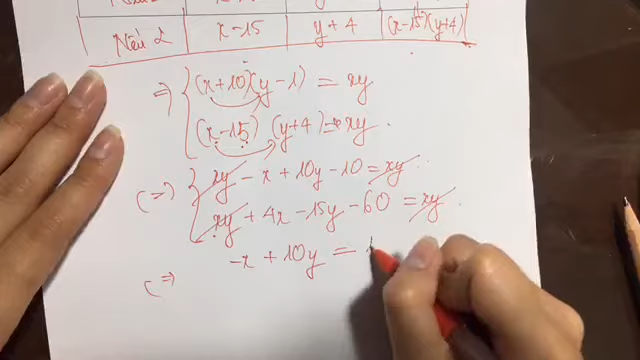 Nếu 2 x - 15 y + 4 (x - 15)(y + 4)
=> { (x + 10)(y - 1) = xy
(x - 15) (y + 4) = xy.
<=> { xy - x + 10y - 10 = xy
xy + 4x - 15y - 60 = xy.
<=> -x + 10y =